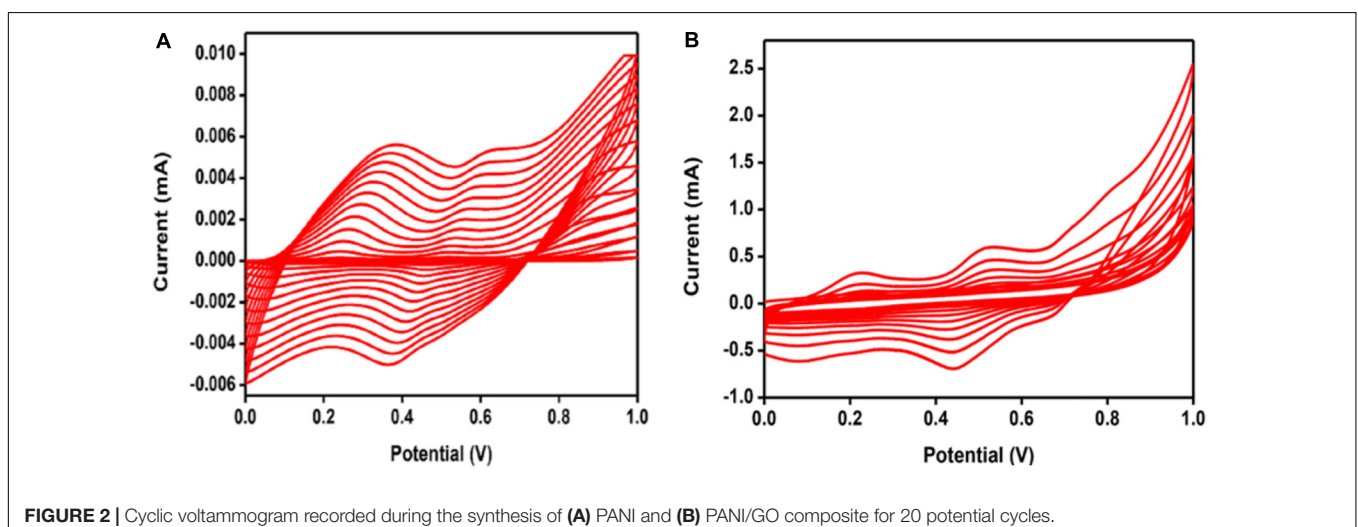 A
0.010
0.008
0.006
0.004
0.002
0.000
-0.002
-0.004
-0.006
Current (mA)
0.0 0.2 0.4 0.6 0.8 1.0
Potential (V)
B
2.5
2.0
1.5
1.0
0.5
0.0
-0.5
-1.0
Current (mA)
0.0 0.2 0.4 0.6 0.8 1.0
Potential (V)
FIGURE 2 | Cyclic voltammogram recorded during the synthesis of (A) PANI and (B) PANI/GO composite for 20 potential cycles.